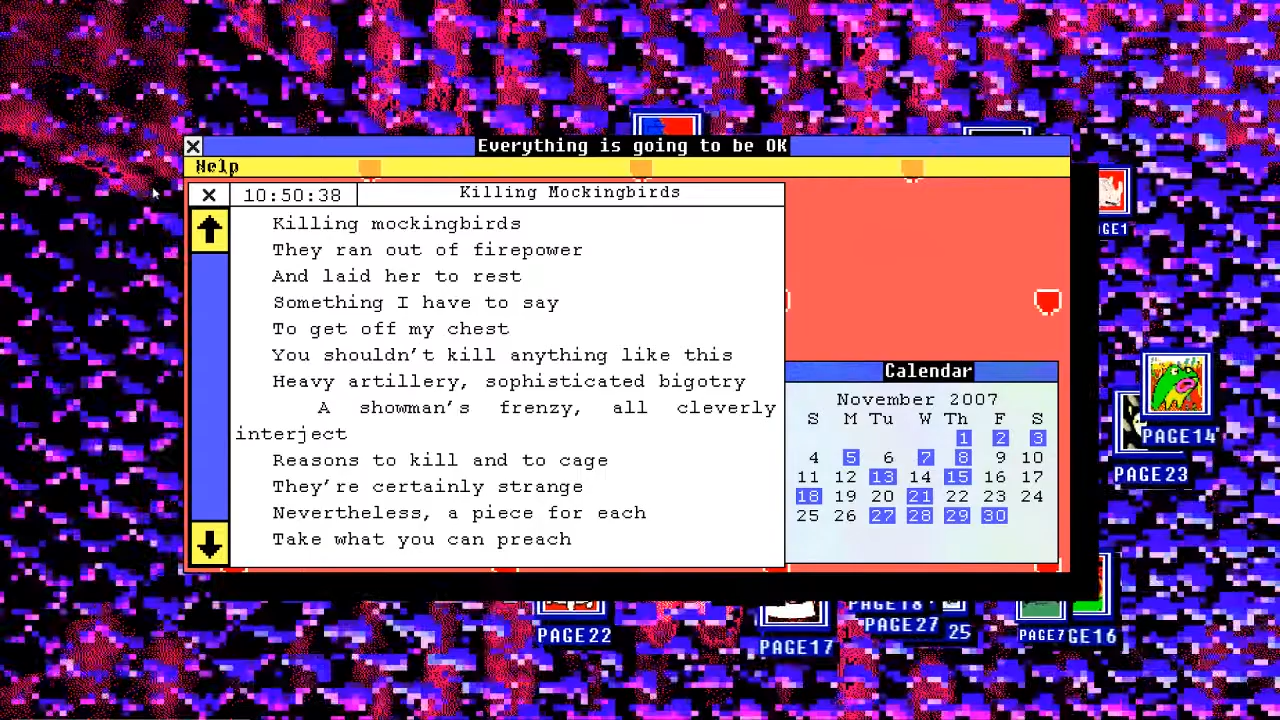 Everything is going to be OK
Help
10:50:38
Killing Mockingbirds
Killing mockingbirds
They ran out of firepower
And laid her to rest
Something I have to say
To get off my chest
You shouldn't kill anything like this
Heavy artillery, sophisticated bigotry
A showman's frenzy, all cleverly
interject
Reasons to kill and to cage
They're certainly strange
Nevertheless, a piece for each
Take what you can preach
Calendar
November 2007
S M Tu W Th F S
1 2 3
4 5 6 7 8 9 10
11 12 13 14 15 16 17
18 19 20 21 22 23 24
25 26 27 28 29 30
GE1
PAGE14
PAGE23
PAGE18
PAGE27
25
PAGE22
PAGE17
PAGE7
GE16